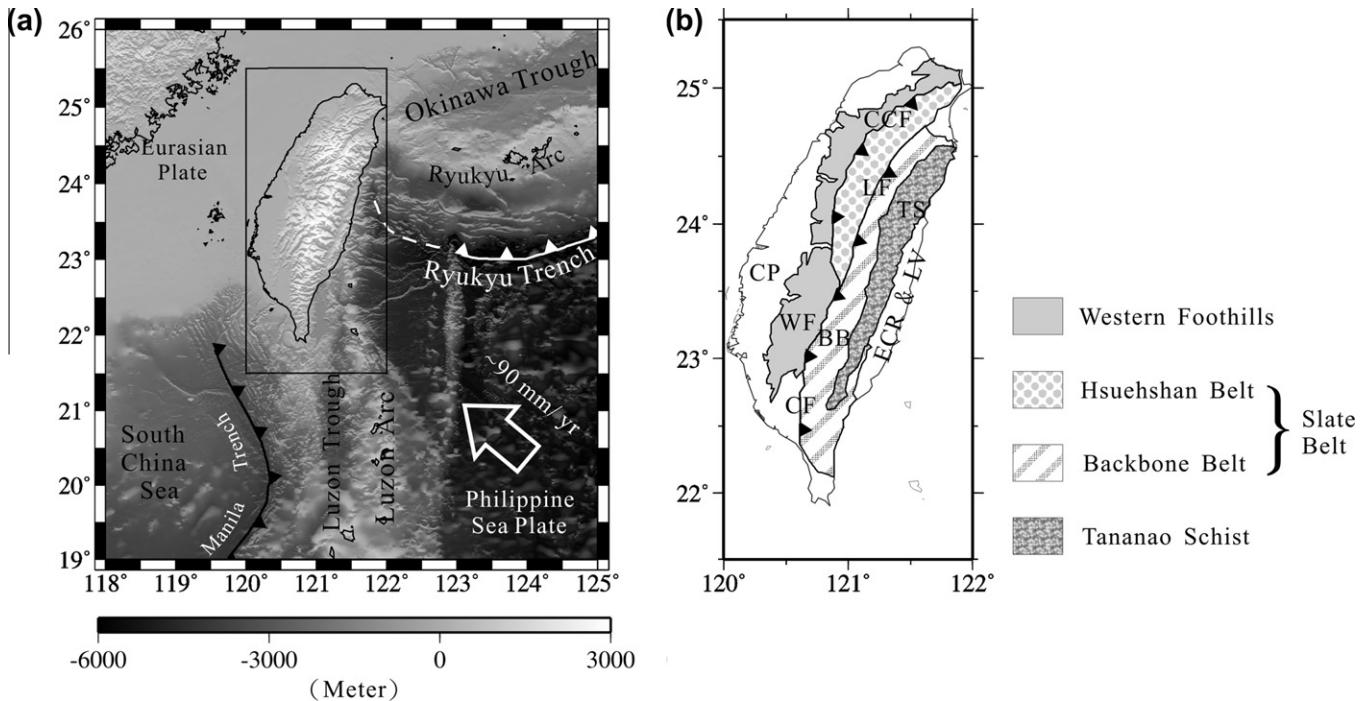 (a)
26°
25°
24°
23°
22°
21°
20°
19°
118°
119°
120°
121°
122°
123°
124°
125°
Okinawa Trough
Eurasian
Plate
Ryukyu Arc
Ryukyu Trench
~90 mm/yr
South
China
Sea
Manila Trench
Luzon Trough
Luzon Arc
Philippine
Sea Plate
-6000
-3000
0
3000
(Meter)
(b)
25°
24°
23°
22°
120°
121°
122°
CCF
LF
TS
CP
WF
BB
ECR & LV
CF
Western Foothills
Hsuehshan Belt
Backbone Belt
Slate
Belt
Tananao Schist